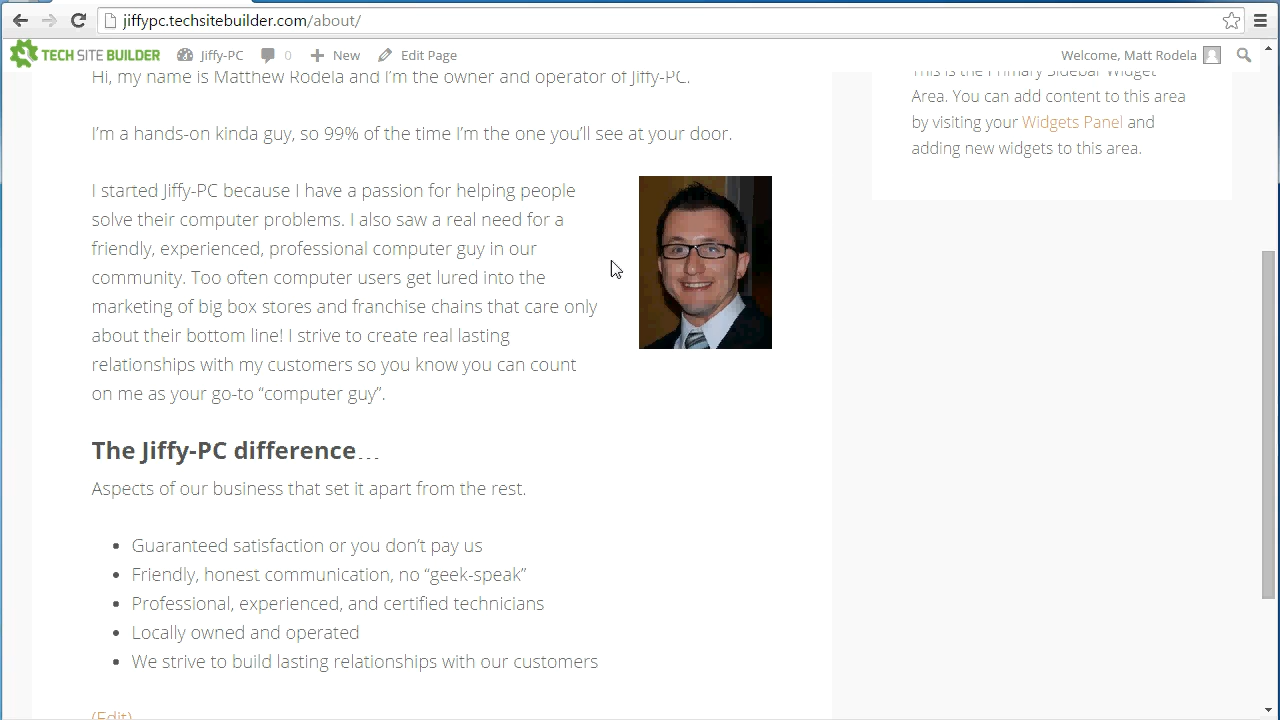 jiffypc.techsitebuilder.com/about/
TECH SITE BUILDER Jiffy-PC 0 New Edit Page Welcome, Matt Rodela
Hi, my name is Matthew Rodela and I'm the owner and operator of Jiffy-PC.
I'm a hands-on kinda guy, so 99% of the time I'm the one you'll see at your door.
I started Jiffy-PC because I have a passion for helping people
solve their computer problems. I also saw a real need for a
friendly, experienced, professional computer guy in our
community. Too often computer users get lured into the
marketing of big box stores and franchise chains that care only
about their bottom line! I strive to create real lasting
relationships with my customers so you know you can count
on me as your go-to “computer guy”.
The Jiffy-PC difference…
Aspects of our business that set it apart from the rest.
• Guaranteed satisfaction or you don't pay us
• Friendly, honest communication, no “geek-speak”
• Professional, experienced, and certified technicians
• Locally owned and operated
• We strive to build lasting relationships with our customers
(Edit)
This is the Primary Sidebar Widget
Area. You can add content to this area
by visiting your Widgets Panel and
adding new widgets to this area.